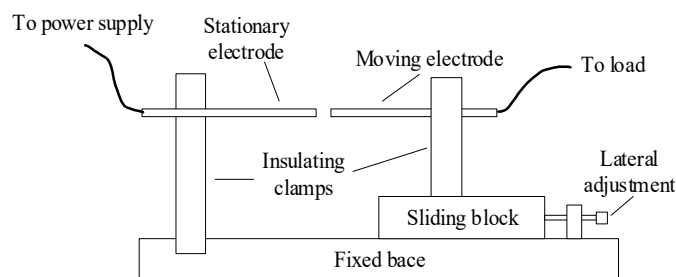 To power supply
Stationary
electrode
Moving electrode
To load
Insulating
clamps
Lateral
adjustment
Sliding block
Fixed bace